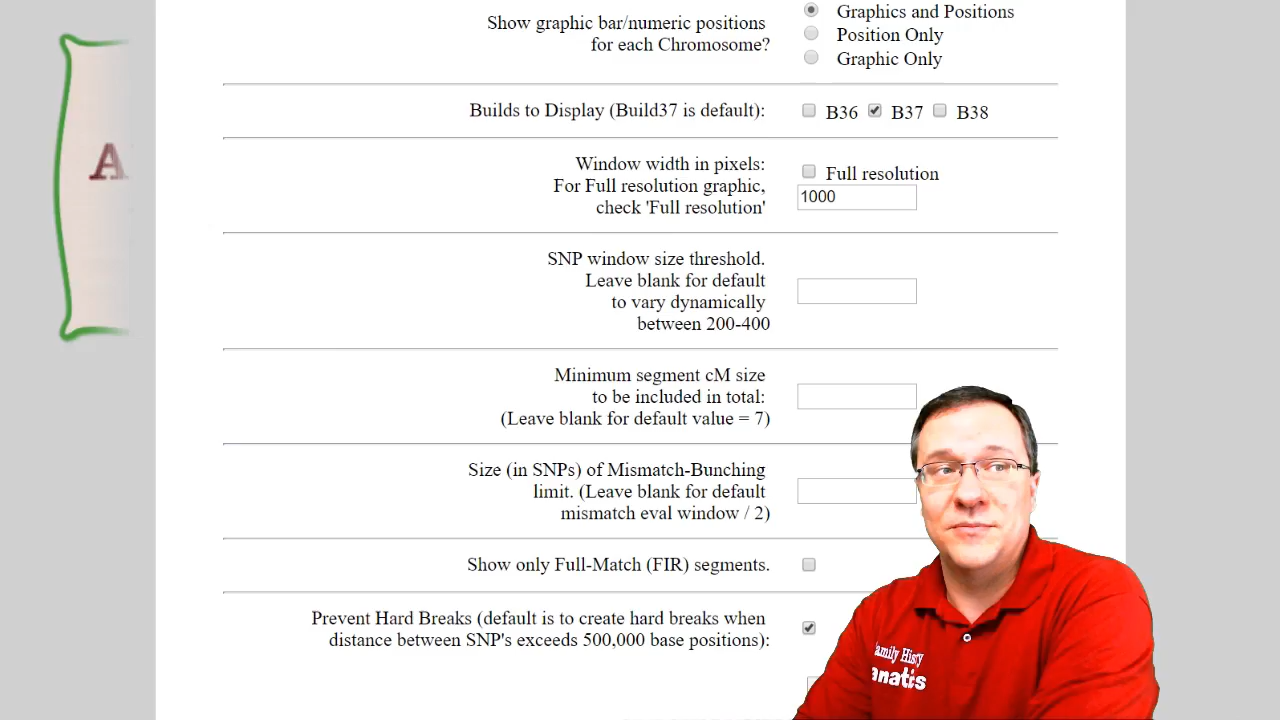 Show graphic bar/numeric positions
for each Chromosome?
Graphics and Positions
Position Only
Graphic Only
Builds to Display (Build37 is default):
B36 B37 B38
Window width in pixels:
For Full resolution graphic,
check 'Full resolution'
Full resolution
1000
SNP window size threshold.
Leave blank for default
to vary dynamically
between 200-400
Minimum segment cM size
to be included in total:
(Leave blank for default value = 7)
Size (in SNPs) of Mismatch-Bunching
limit. (Leave blank for default
mismatch eval window / 2)
Show only Full-Match (FIR) segments.
Prevent Hard Breaks (default is to create hard breaks when
distance between SNP's exceeds 500,000 base positions):
A